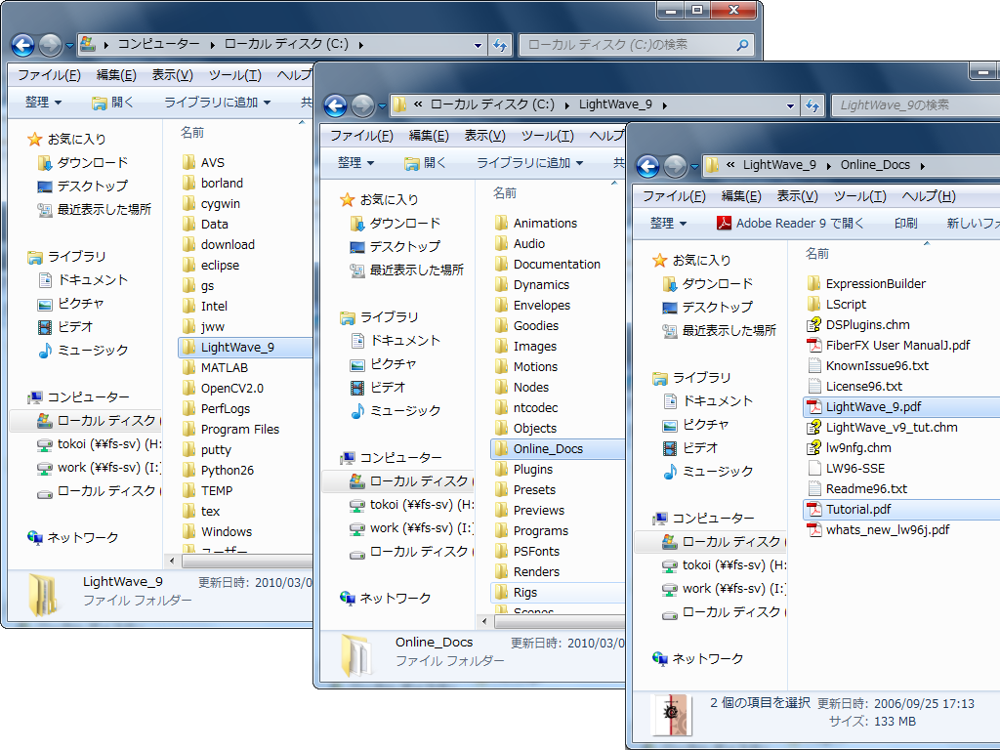 コンピューター ▸ ローカル ディスク (C:) ▸
ローカル ディスク (C:)の検索
ファイル(F) 編集(E) 表示(V) ツール(T) ヘルプ
整理 開く ライブラリに追加 共
お気に入り
ダウンロード
デスクトップ
最近表示した場所
ライブラリ
ドキュメント
ピクチャ
ビデオ
ミュージック
コンピューター
ローカル ディスク (
tokoi (¥¥fs-sv) (H:
work (¥¥fs-sv) (I:)
ローカル ディスク (
ネットワーク
名前
AVS
borland
cygwin
Data
download
eclipse
gs
Intel
jww
LightWave_9
MATLAB
OpenCV2.0
PerfLogs
Program Files
putty
Python26
TEMP
tex
Windows
ユーザー
LightWave_9 更新日時: 2010/03/0
ファイル フォルダー
« ローカル ディスク (C:) ▸ LightWave_9 ▸
LightWave_9の検索
ファイル(F) 編集(E) 表示(V) ツール(T) ヘルプ
整理 開く ライブラリに追加 共
お気に入り
ダウンロード
デスクトップ
最近表示した場所
ライブラリ
ドキュメント
ピクチャ
ビデオ
ミュージック
コンピューター
ローカル ディスク (
tokoi (¥¥fs-sv) (H:
work (¥¥fs-sv) (I:)
ローカル ディスク (
ネットワーク
名前
Animations
Audio
Documentation
Dynamics
Envelopes
Goodies
Images
Motions
Nodes
ntcodec
Objects
Online_Docs
Plugins
Presets
Previews
Programs
PSFonts
Renders
Rigs
Scenes
Online_Docs 更新日時: 2010/03/0
ファイル フォルダー
« LightWave_9 ▸ Online_Docs ▸
ファイル(F) 編集(E) 表示(V) ツール(T) ヘルプ(H)
整理 Adobe Reader 9 で開く 印刷 新しいフォ
お気に入り
ダウンロード
デスクトップ
最近表示した場所
ライブラリ
ドキュメント
ピクチャ
ビデオ
ミュージック
コンピューター
ローカル ディスク (
tokoi (¥¥fs-sv) (H:
work (¥¥fs-sv) (I:)
ローカル ディスク (
ネットワーク
名前
ExpressionBuilder
LScript
DSPlugins.chm
FiberFX User ManualJ.pdf
KnownIssue96.txt
License96.txt
LightWave_9.pdf
LightWave_v9_tut.chm
lw9nfg.chm
LW96-SSE
Readme96.txt
Tutorial.pdf
whats_new_lw96j.pdf
2 個の項目を選択 更新日時: 2006/09/25 17:13
サイズ: 133 MB